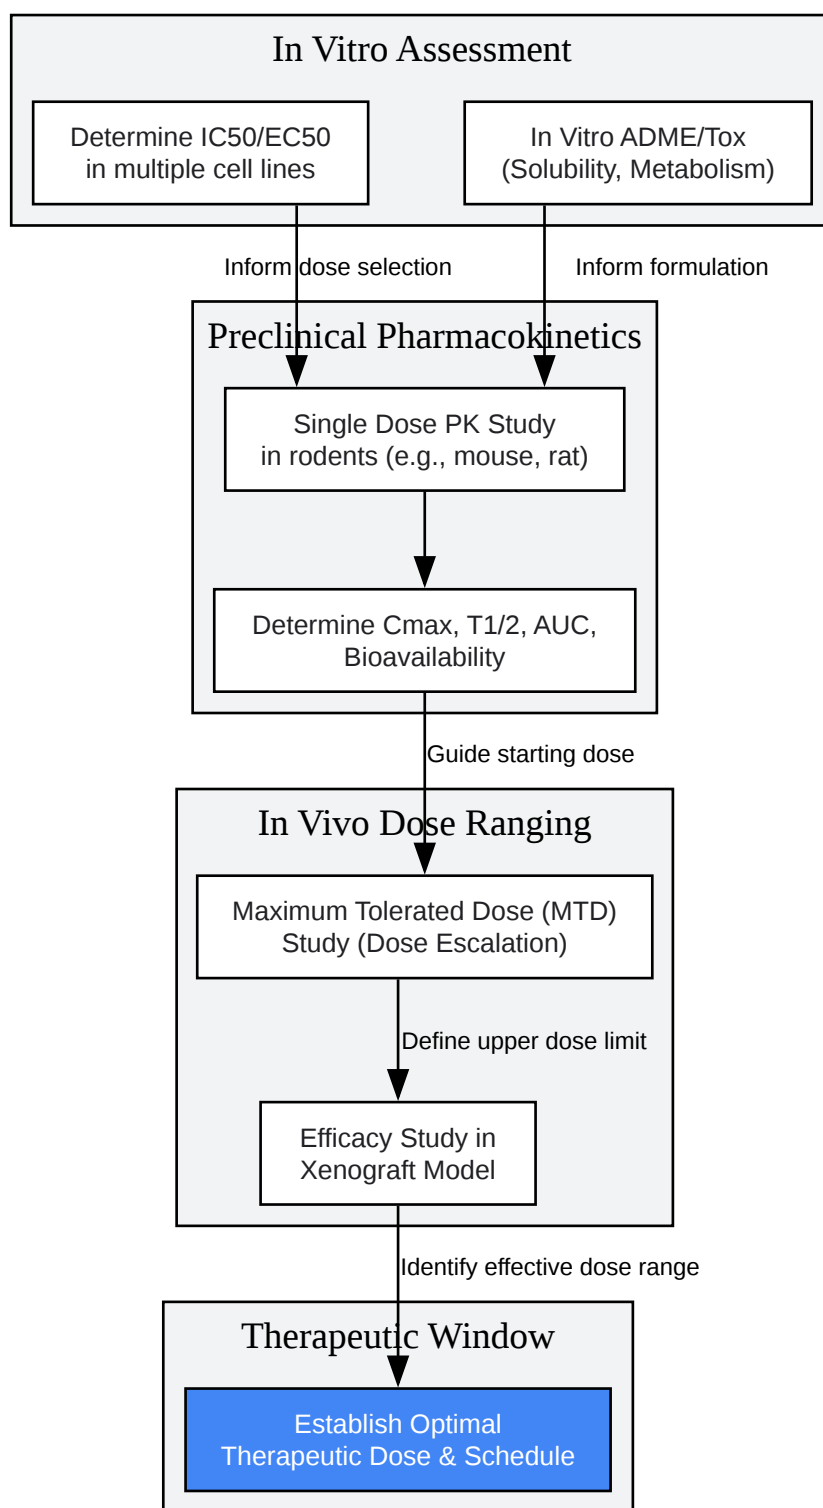 In Vitro Assessment
Determine IC50/EC50
in multiple cell lines
In Vitro ADME/Tox
(Solubility, Metabolism)
Inform dose selection
Inform formulation
Preclinical Pharmacokinetics
Single Dose PK Study
in rodents (e.g., mouse, rat)
Determine Cmax, T1/2, AUC,
Bioavailability
Guide starting dose
In Vivo Dose Ranging
Maximum Tolerated Dose (MTD)
Study (Dose Escalation)
Define upper dose limit
Efficacy Study in
Xenograft Model
Identify effective dose range
Therapeutic Window
Establish Optimal
Therapeutic Dose & Schedule